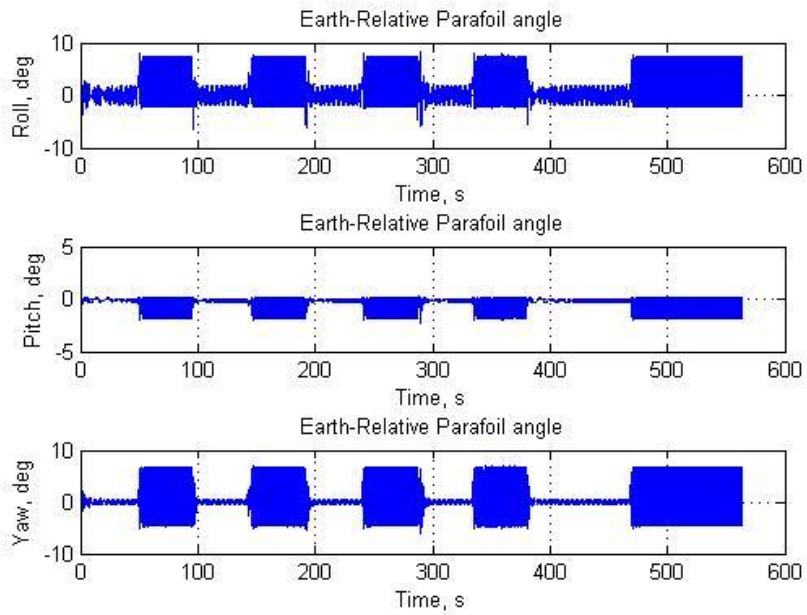 Earth-Relative Parafoil angle
10
0
-10
Roll, deg
0 100 200 300 400 500 600
Time, s
Earth-Relative Parafoil angle
5
0
-5
Pitch, deg
0 100 200 300 400 500 600
Time, s
Earth-Relative Parafoil angle
10
0
-10
Yaw, deg
0 100 200 300 400 500 600
Time, s